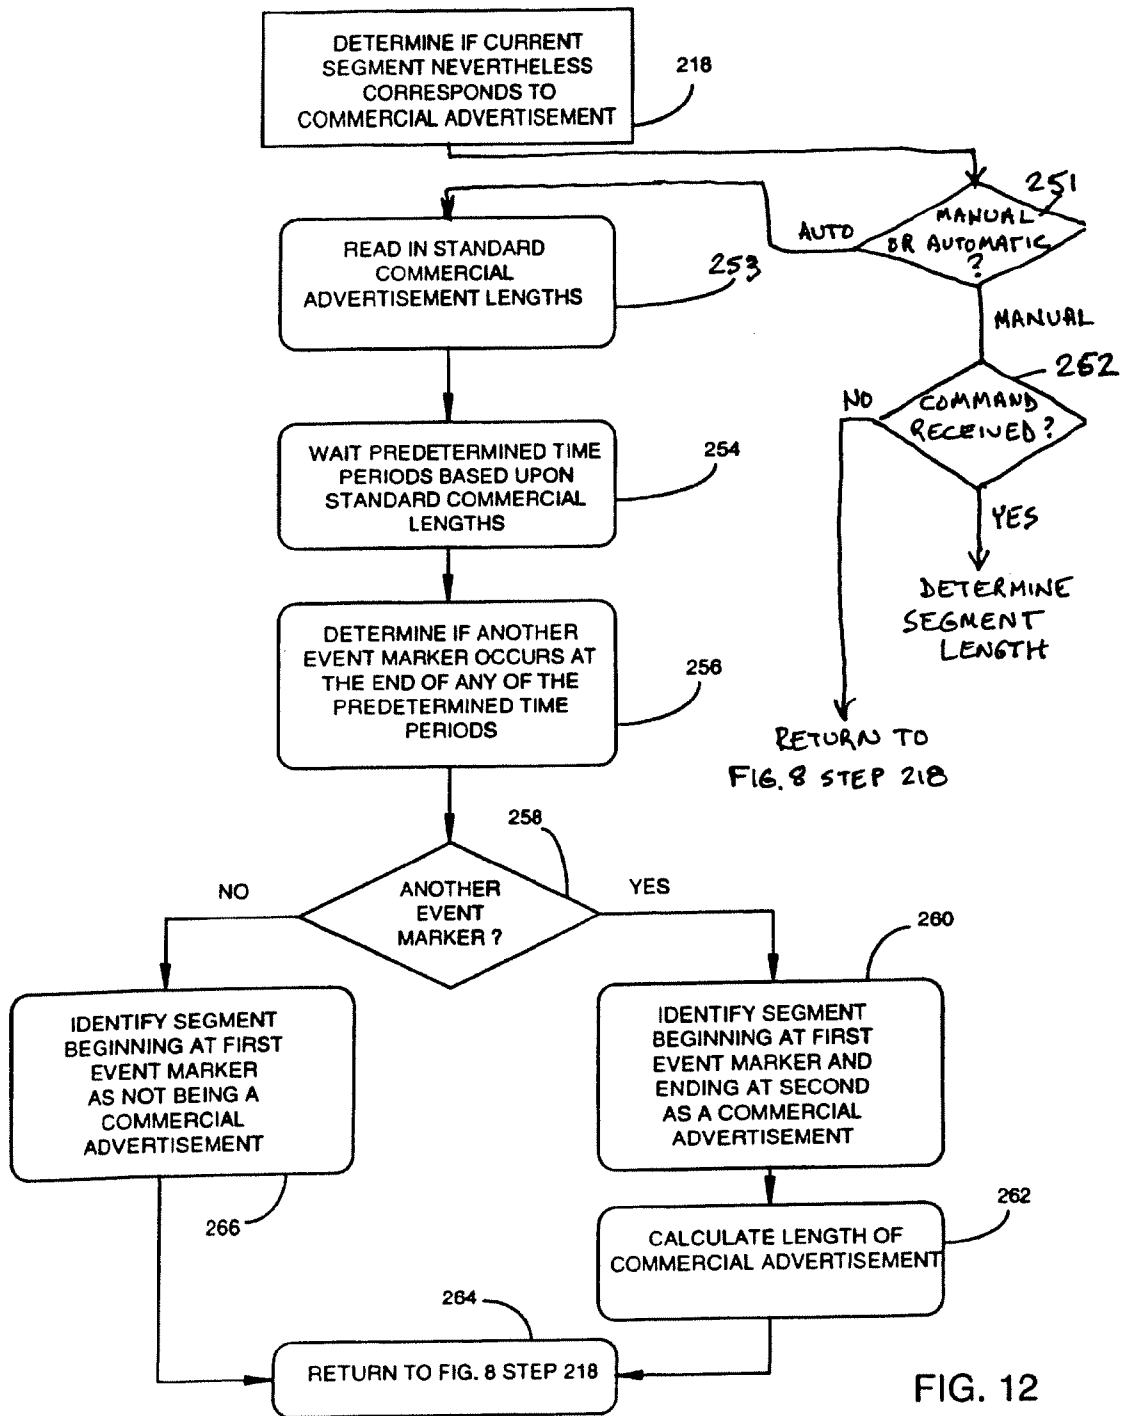 DETERMINE IF CURRENT
SEGMENT NEVERTHELESS
CORRESPONDS TO
COMMERCIAL ADVERTISEMENT
218
251
MANUAL
OR AUTOMATIC
?
AUTO
MANUAL
READ IN STANDARD
COMMERCIAL
ADVERTISEMENT LENGTHS
253
252
COMMAND
RECEIVED?
NO
YES
DETERMINE
SEGMENT
LENGTH
RETURN TO
FIG. 8 STEP 218
WAIT PREDETERMINED TIME
PERIODS BASED UPON
STANDARD COMMERCIAL
LENGTHS
254
DETERMINE IF ANOTHER
EVENT MARKER OCCURS AT
THE END OF ANY OF THE
PREDETERMINED TIME
PERIODS
256
258
ANOTHER
EVENT
MARKER ?
NO
YES
260
IDENTIFY SEGMENT
BEGINNING AT FIRST
EVENT MARKER
AS NOT BEING A
COMMERCIAL
ADVERTISEMENT
266
IDENTIFY SEGMENT
BEGINNING AT FIRST
EVENT MARKER AND
ENDING AT SECOND
AS A COMMERCIAL
ADVERTISEMENT
262
CALCULATE LENGTH OF
COMMERCIAL ADVERTISEMENT
264
RETURN TO FIG. 8 STEP 218
FIG. 12